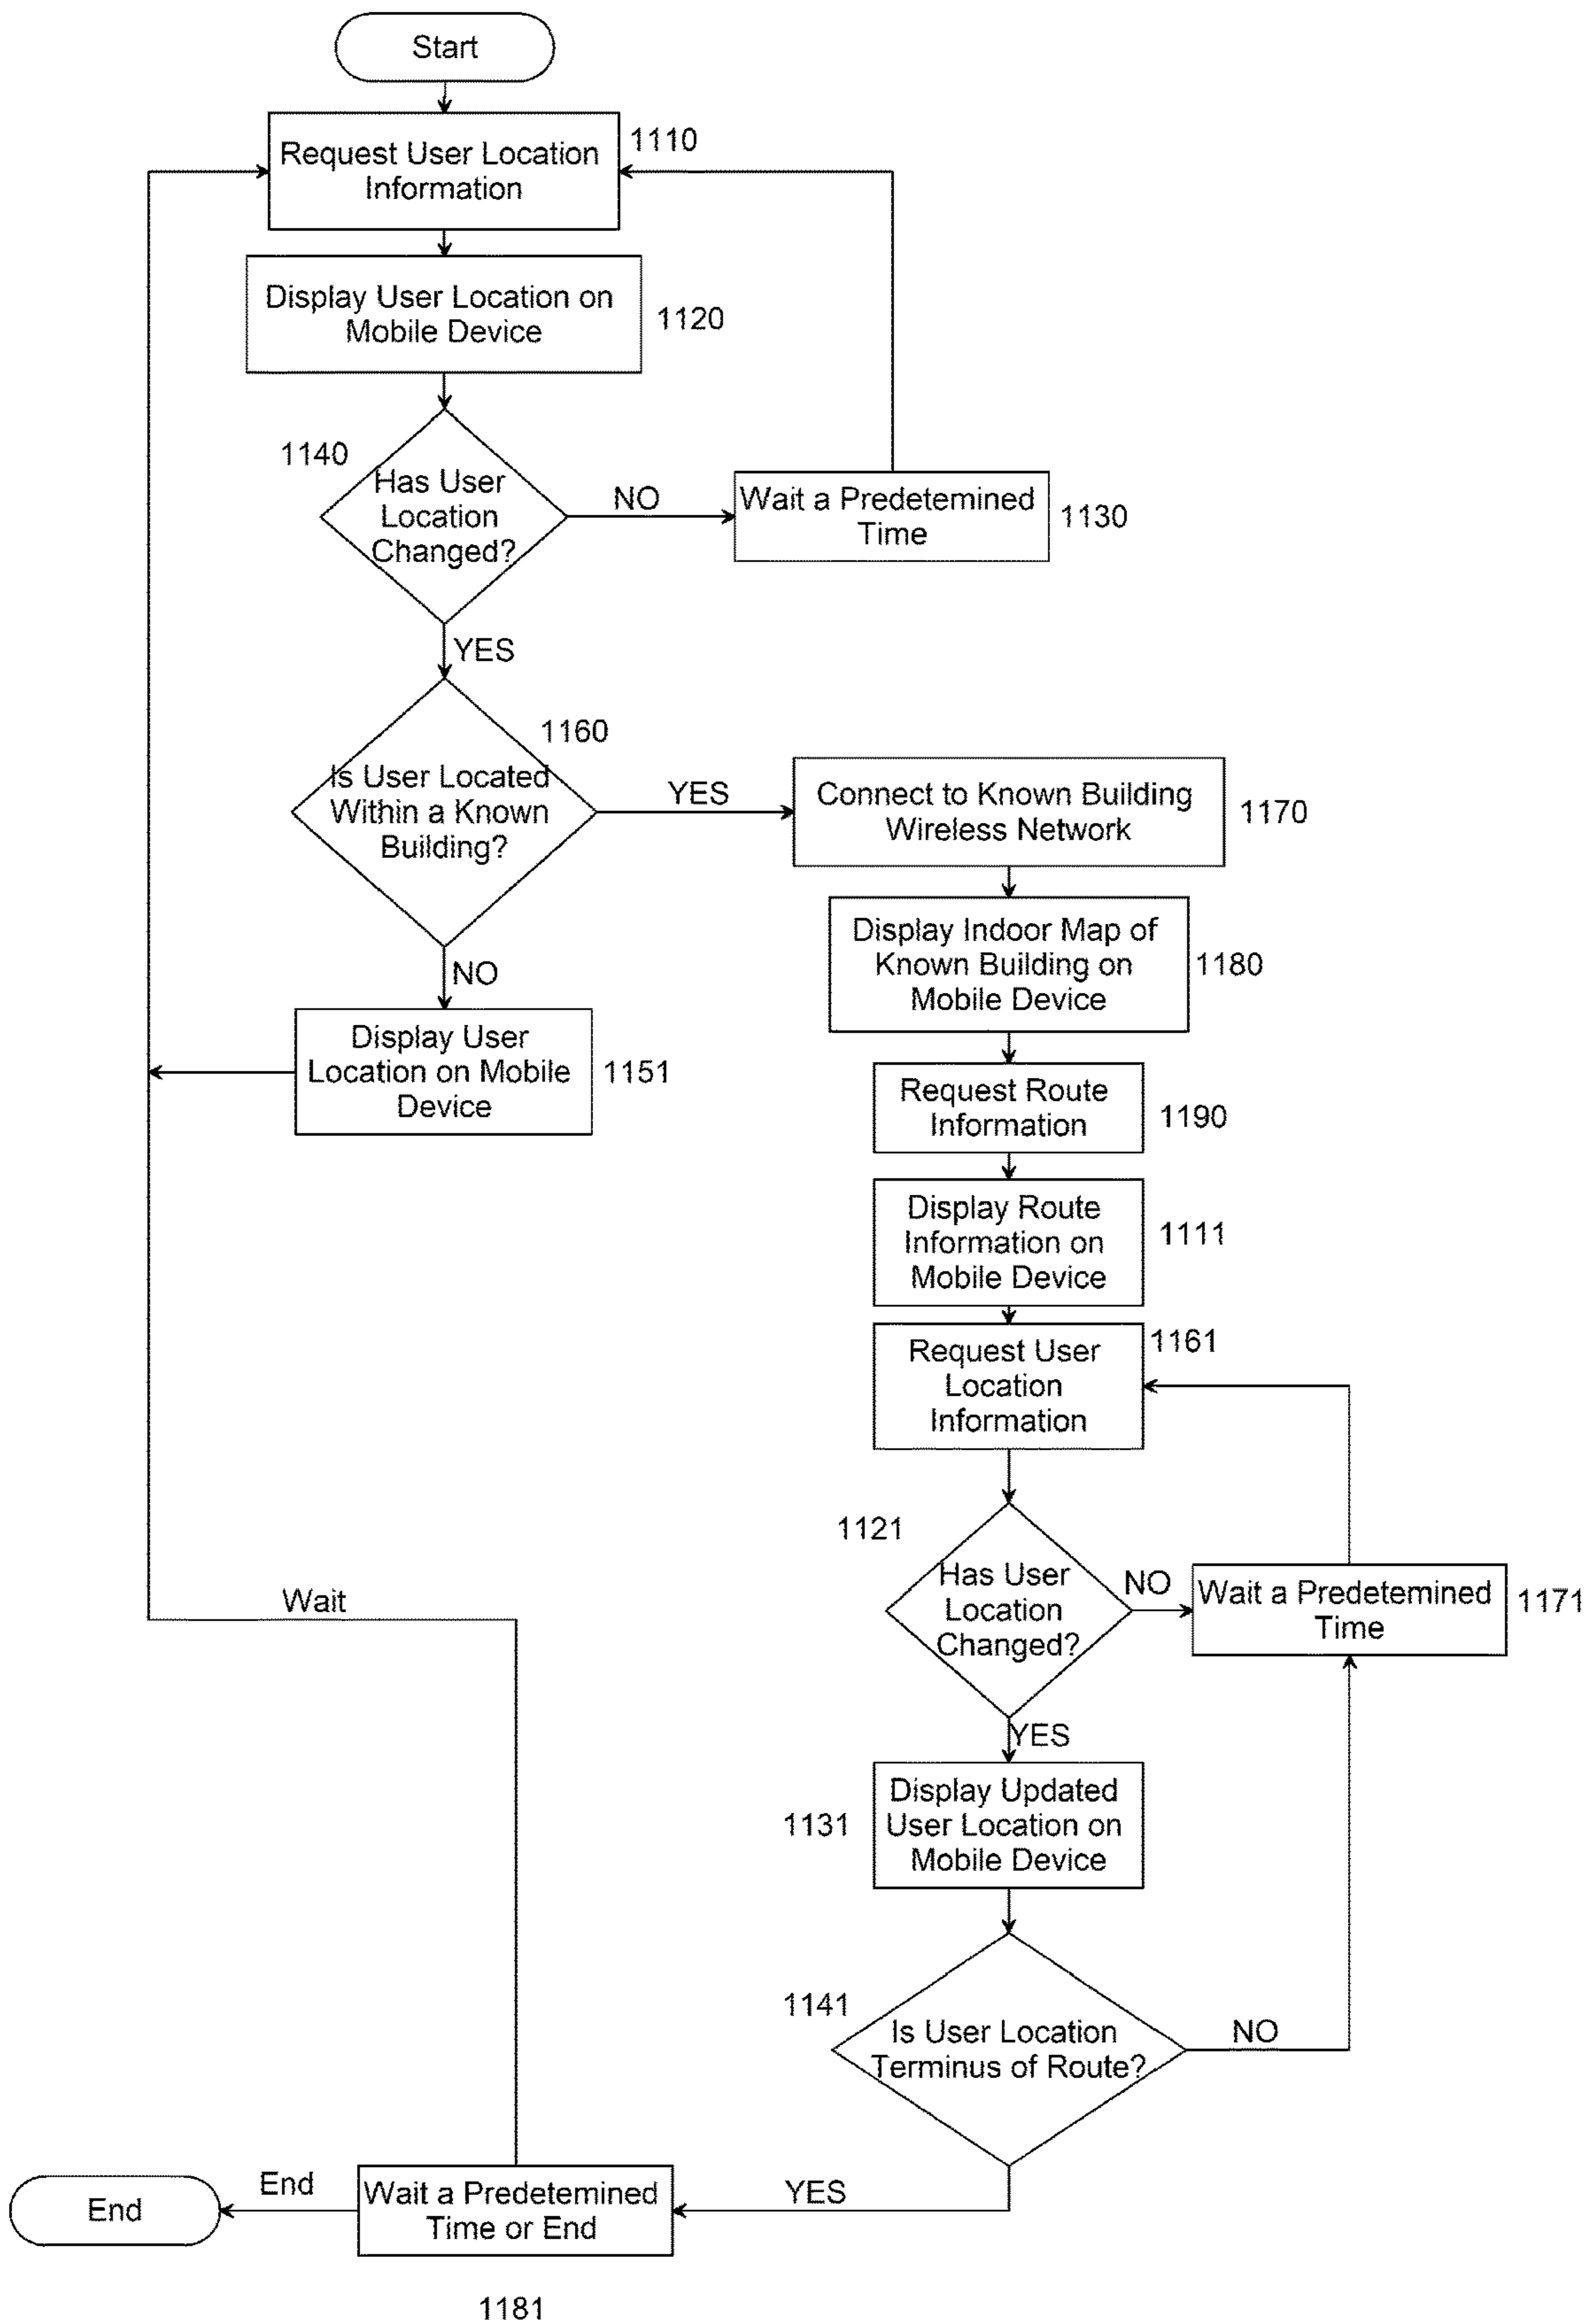 Start
Request User Location
Information
1110
Display User Location on
Mobile Device
1120
1140
Has User
Location
Changed?
NO
Wait a Predetemined
Time
1130
YES
1160
Is User Located
Within a Known
Building?
YES
Connect to Known Building
Wireless Network
1170
Display Indoor Map of
Known Building on
Mobile Device
1180
NO
Display User
Location on Mobile
Device
1151
Request Route
Information
1190
Display Route
Information on
Mobile Device
1111
Request User
Location
Information
1161
1121
Has User
Location
Changed?
NO
Wait a Predetemined
Time
1171
Wait
YES
Display Updated
User Location on
Mobile Device
1131
1141
Is User Location
Terminus of Route?
NO
YES
Wait a Predetemined
Time or End
End
End
1181